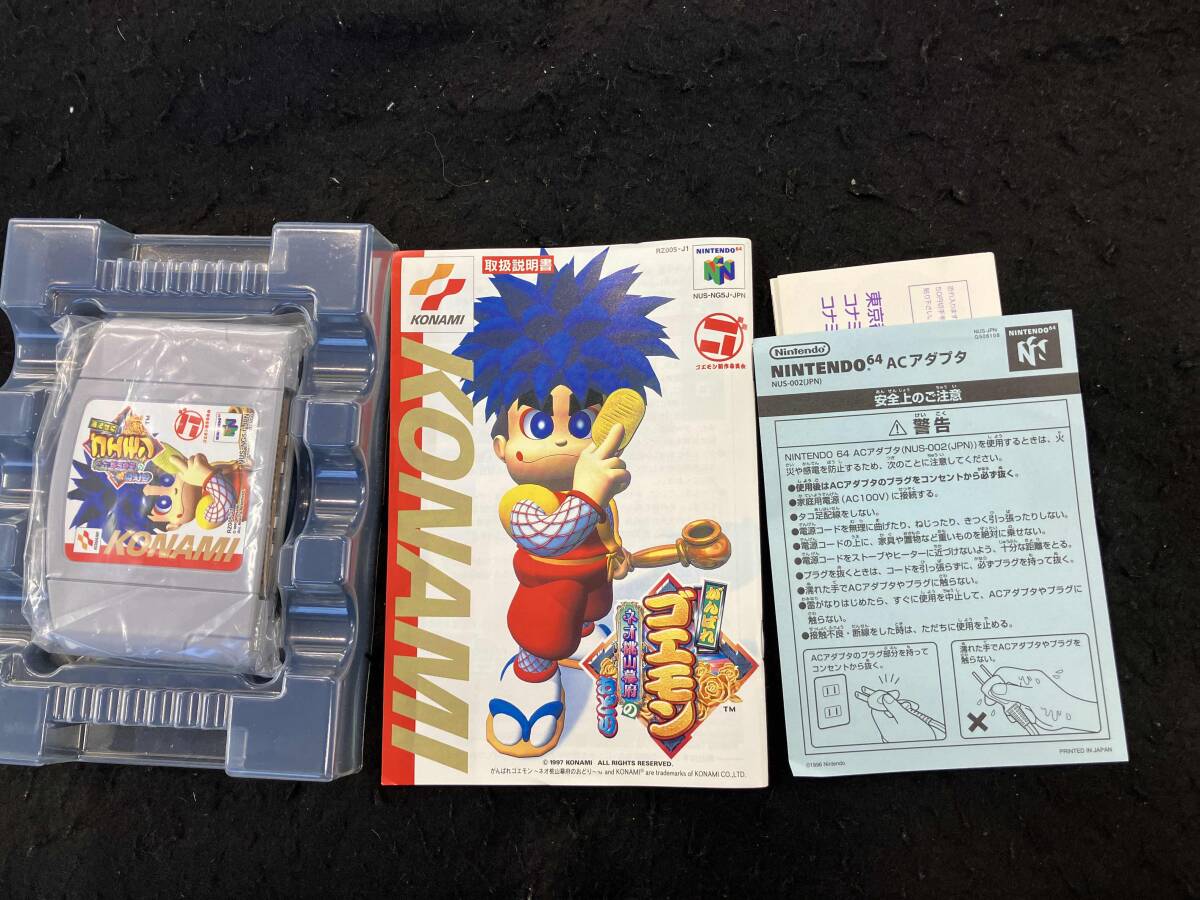 KONAMI
NINTENDO 64
KONAMI
KONAMI
取扱説明書
RZ005-J1
NINTENDO 64
NUS-NG5J-JPN
ゴエモン製作委員会
KONAMI
がんばれ
ゴエモン
ネオ桃山幕府の
おどり
TM
© 1997 KONAMI ALL RIGHTS RESERVED.
がんばれゴエモン~ネオ桃山幕府のおどり~™ and KONAMI® are trademarks of KONAMI CO.,LTD.
東京
コナミ
コナミ
Nintendo
NUS-JPN
NINTENDO 64
NINTENDO 64 ACアダプタ
NUS-002(JPN)
安全上のご注意
警告
NINTENDO 64 ACアダプタ(NUS-002(JPN))を使用するときは、火
災や感電を防止するため、次のことに注意してください。
●使用後はACアダプタのプラグをコンセントから必ず抜く。
●家庭用電源(AC100V)に接続する。
●タコ足配線をしない。
●電源コードを無理に曲げたり、ねじったり、きつく引っ張ったりしない。
●電源コードの上に、家具や置物など重いものを絶対に乗せない。
●電源コードをストーブやヒーターに近づけないよう、十分な距離をとる。
●プラグを抜くときは、コードを引っ張らずに、必ずプラグを持って抜く。
●濡れた手でACアダプタやプラグに触らない。
●雷がなりはじめたら、すぐに使用を中止して、ACアダプタやプラグに
触らない。
●接触不良・断線をした時は、ただちに使用を止める。
ACアダプタのプラグ部分を持って
コンセントから抜く。
濡れた手でACアダプタやプラグを
触らない。
©1996 Nintendo
PRINTED IN JAPAN